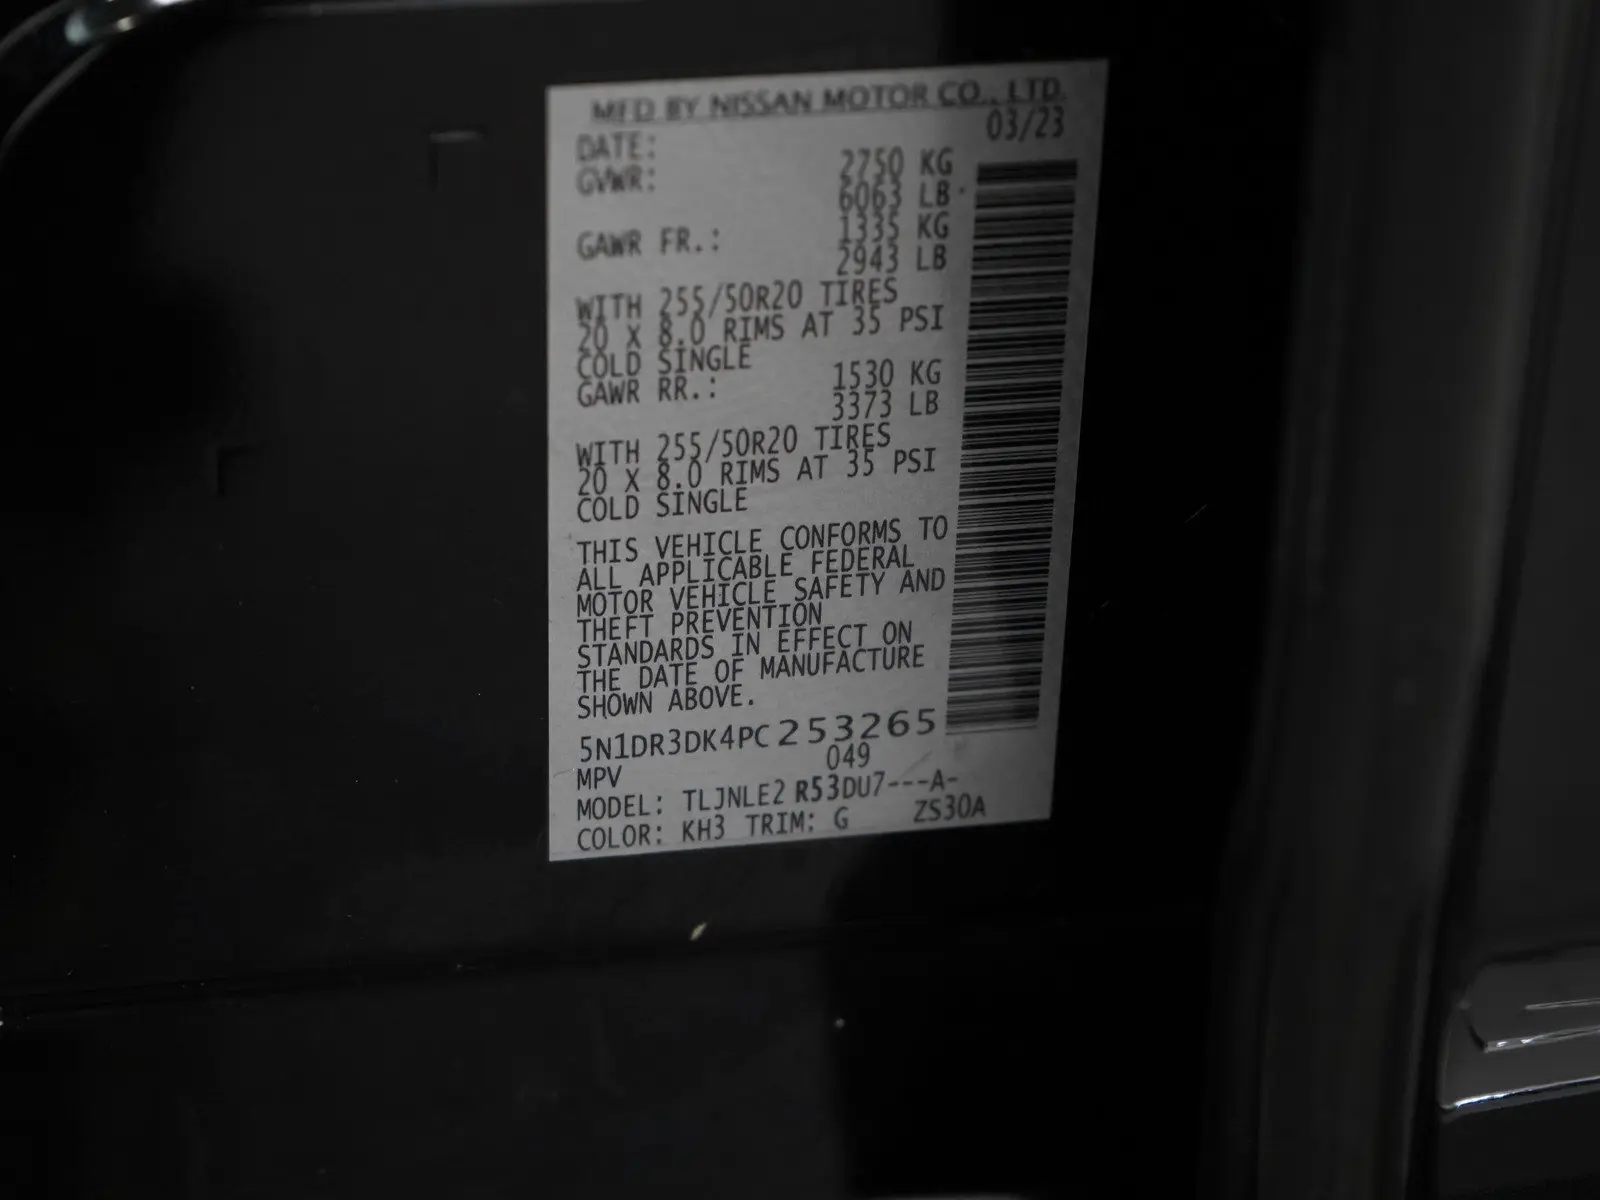 MFD BY NISSAN MOTOR CO., LTD.
DATE: 03/23
GVWR: 2750 KG
6063 LB
GAWR FR.: 1335 KG
2943 LB
WITH 255/50R20 TIRES
20 X 8.0 RIMS AT 35 PSI
COLD SINGLE
GAWR RR.: 1530 KG
3373 LB
WITH 255/50R20 TIRES
20 X 8.0 RIMS AT 35 PSI
COLD SINGLE
THIS VEHICLE CONFORMS TO
ALL APPLICABLE FEDERAL
MOTOR VEHICLE SAFETY AND
THEFT PREVENTION
STANDARDS IN EFFECT ON
THE DATE OF MANUFACTURE
SHOWN ABOVE.
5N1DR3DK4PC253265
MPV 049
MODEL: TLJNLE2 R53DU7---A-
COLOR: KH3 TRIM: G ZS30A